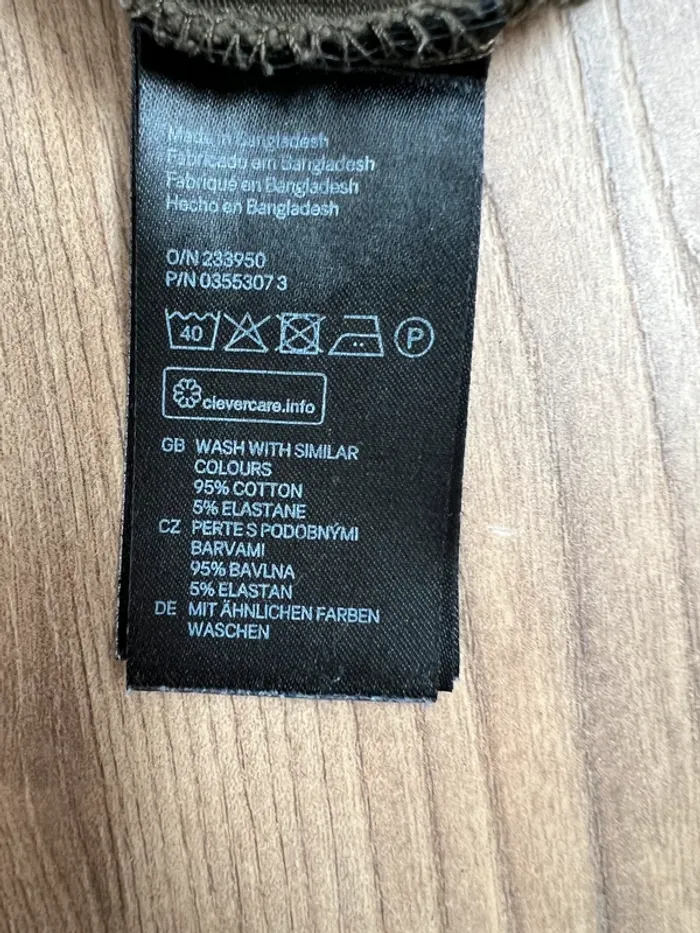 Made in Bangladesh
Fabricado em Bangladesh
Fabriqué en Bangladesh
Hecho en Bangladesh
O/N 233950
P/N 0355307 3
40 P
clevercare.info
GB WASH WITH SIMILAR
COLOURS
95% COTTON
5% ELASTANE
CZ PERTE S PODOBNÝMI
BARVAMI
95% BAVLNA
5% ELASTAN
DE MIT ÄHNLICHEN FARBEN
WASCHEN